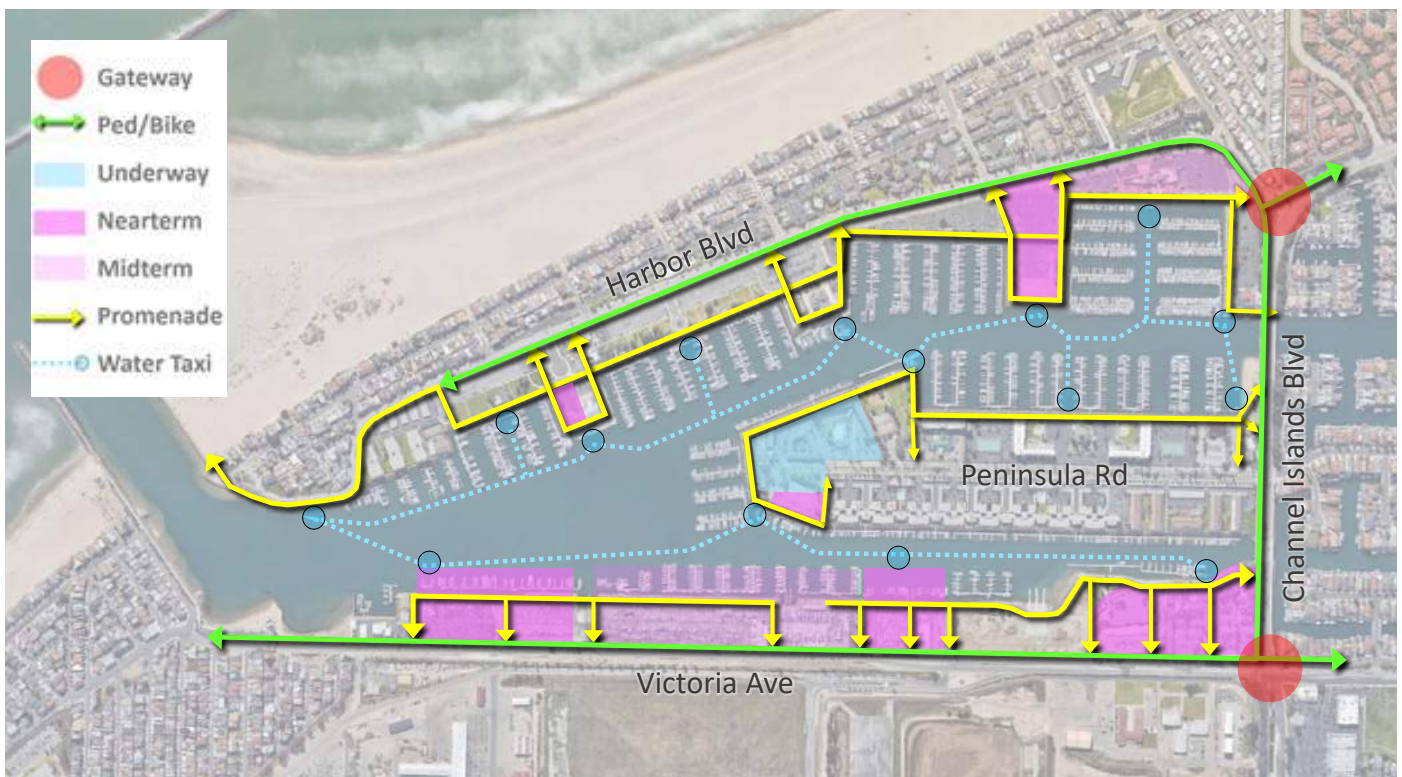 Gateway
Ped/Bike
Underway
Nearterm
Midterm
Promenade
Water Taxi
Harbor Blvd
Peninsula Rd
Channel Islands Blvd
Victoria Ave